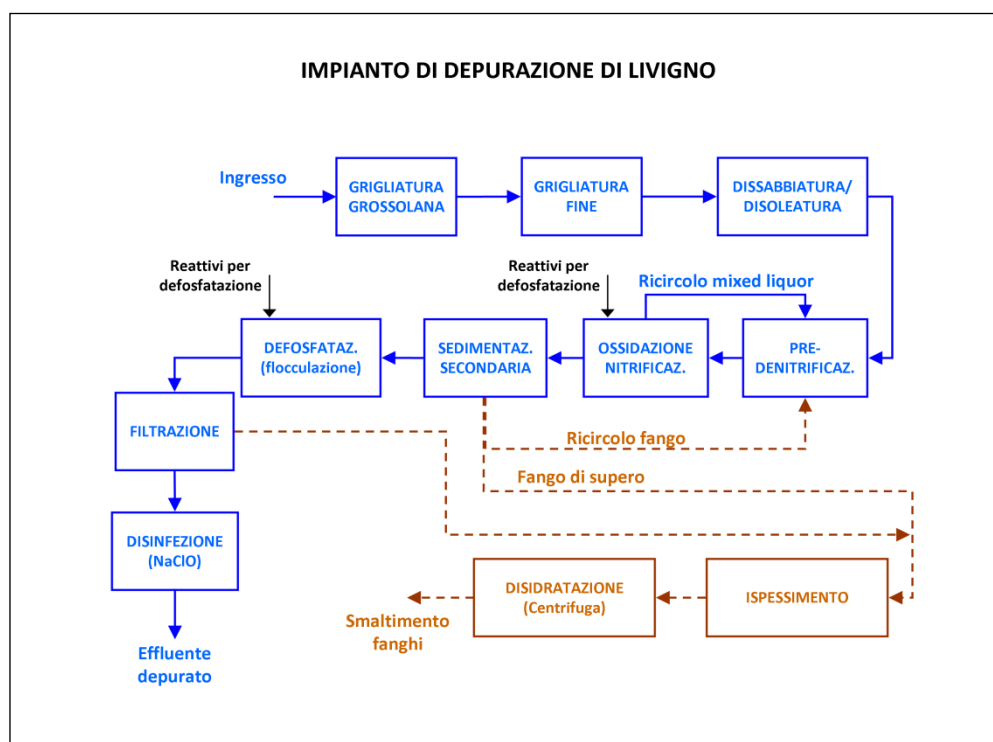 IMPIANTO DI DEPURAZIONE DI LIVIGNO
Ingresso
GRIGLIATURA
GROSSOLANA
GRIGLIATURA
FINE
DISSABBIATURA/
DISOLEATURA
Reattivi per
defosfatazione
Reattivi per
defosfatazione
Ricircolo mixed liquor
DEFOSFATAZ.
(flocculazione)
SEDIMENTAZ.
SECONDARIA
OSSIDAZIONE
NITRIFICAZ.
PRE-
DENITRIFICAZ.
FILTRAZIONE
Ricircolo fango
Fango di supero
DISINFEZIONE
(NaClO)
DISIDRATAZIONE
(Centrifuga)
ISPESSIMENTO
Smaltimento
fanghi
Effluente
depurato